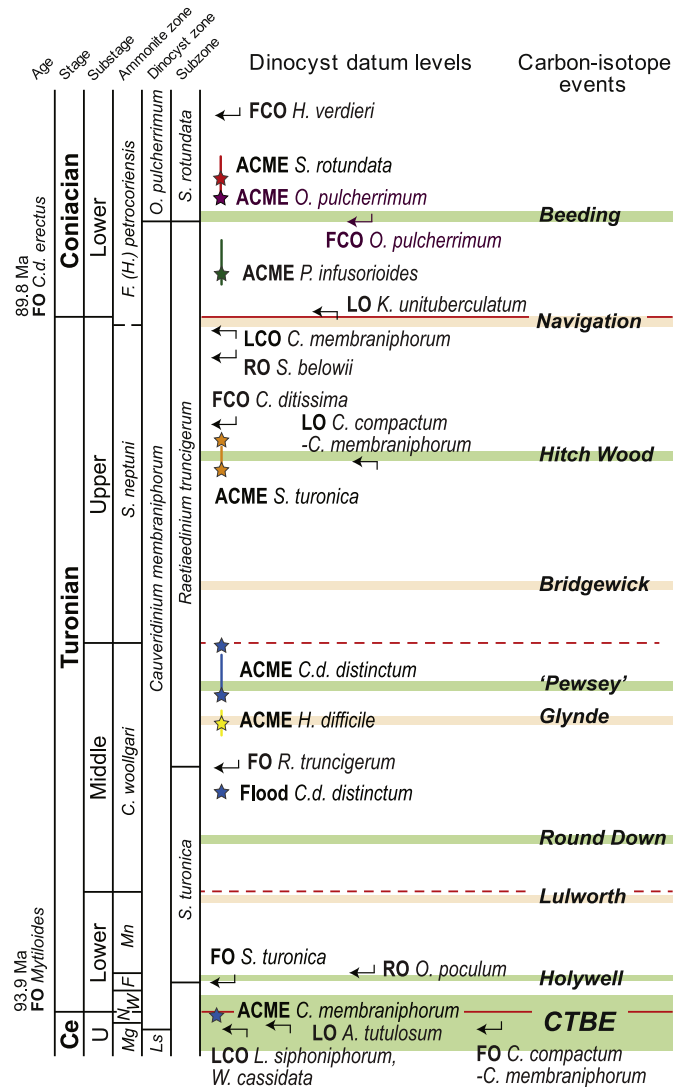 Age
Stage
Substage
Ammonite zone
Dinocyst zone
Subzone
Dinocyst datum levels
Carbon-isotope
events
89.8 Ma
FO C.d. erectus
93.9 Ma
FO Mytiloides
Coniacian
Turonian
Ce
Lower
Upper
Middle
Lower
U
F. (H.) petrocoriensis
S. neptuni
C. woollgari
Mn
F
W
N
Mg
O. pulcherrimum
Cauveridinium membraniphorum
Ls
S. rotundata
Raetiaedinium truncigerum
S. turonica
FCO H. verdieri
ACME S. rotundata
ACME O. pulcherrimum
Beeding
FCO O. pulcherrimum
ACME P. infusorioides
LO K. unituberculatum
Navigation
LCO C. membraniphorum
RO S. belowii
FCO C. ditissima
LO C. compactum
-C. membraniphorum
Hitch Wood
ACME S. turonica
Bridgewick
ACME C.d. distinctum
'Pewsey'
ACME H. difficile
Glynde
FO R. truncigerum
Flood C.d. distinctum
Round Down
Lulworth
FO S. turonica
RO O. poculum
Holywell
ACME C. membraniphorum
CTBE
LO A. tutulosum
LCO L. siphoniphorum,
W. cassidata
FO C. compactum
-C. membraniphorum